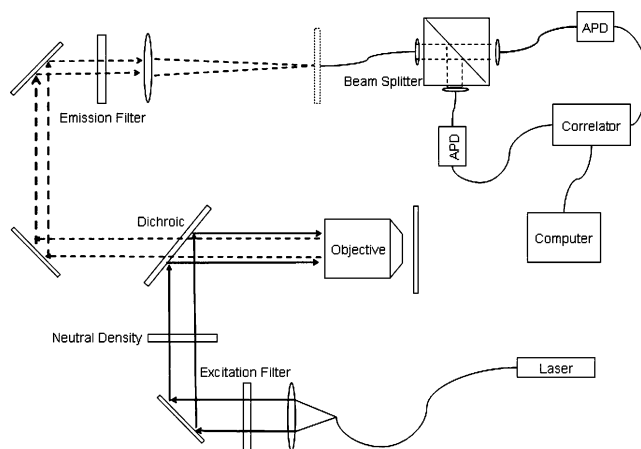 APD
Beam Splitter
Emission Filter
APD
Correlator
Dichroic
Objective
Computer
Neutral Density
Excitation Filter
Laser